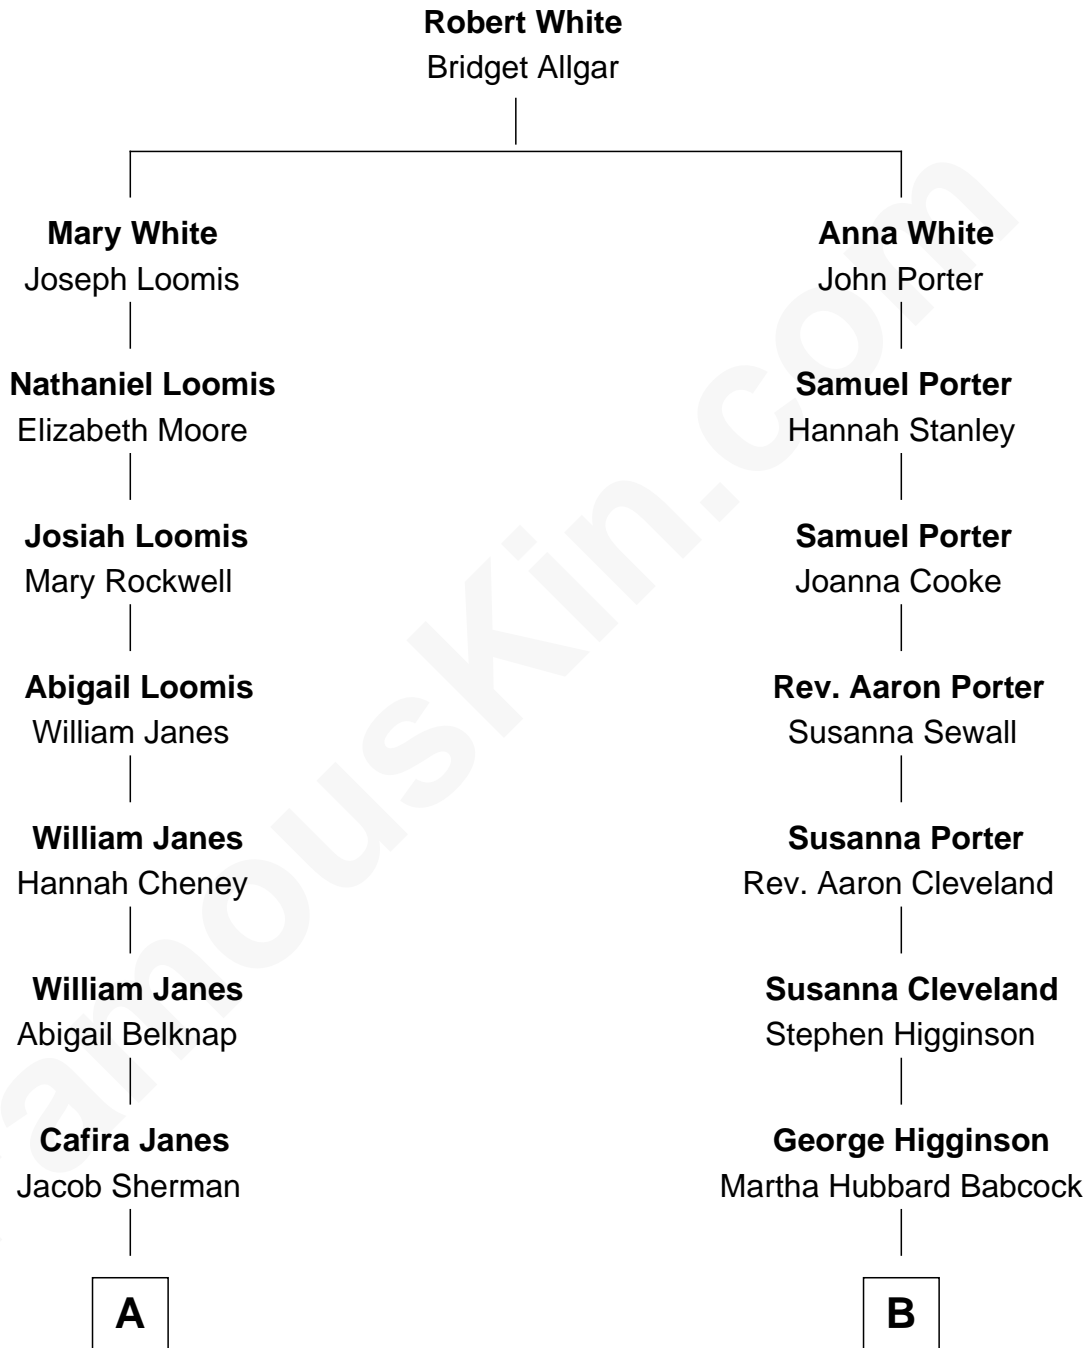 Robert White
Bridget Allgar
Mary White
Joseph Loomis
Anna White
John Porter
Nathaniel Loomis
Elizabeth Moore
Samuel Porter
Hannah Stanley
Josiah Loomis
Mary Rockwell
Samuel Porter
Joanna Cooke
Abigail Loomis
William Janes
Rev. Aaron Porter
Susanna Sewall
William Janes
Hannah Cheney
Susanna Porter
Rev. Aaron Cleveland
William Janes
Abigail Belknap
Susanna Cleveland
Stephen Higginson
Cafira Janes
Jacob Sherman
George Higginson
Martha Hubbard Babcock
A
B
amouskin.com